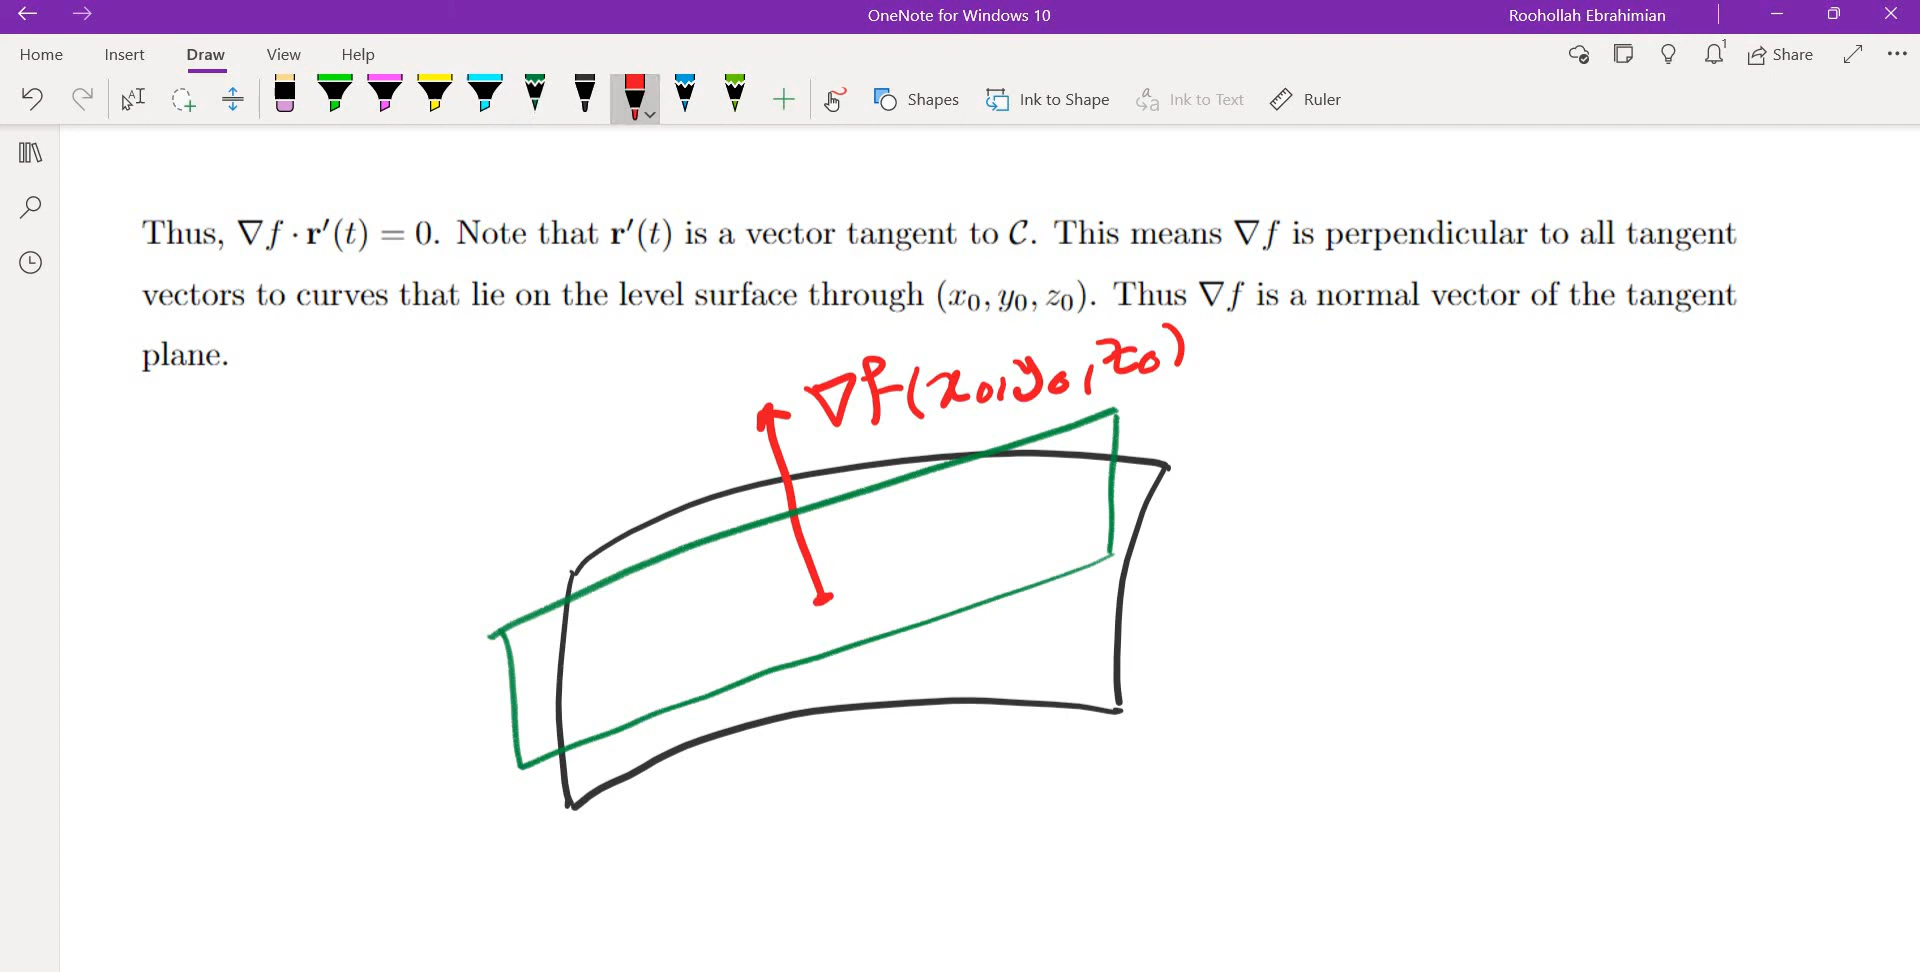 OneNote for Windows 10
Roohollah Ebrahimian
Home Insert Draw View Help
1
Share
Shapes
Ink to Shape
Ink to Text
Ruler
Thus, ∇f · r′(t) = 0. Note that r′(t) is a vector tangent to 𝒞. This means ∇f is perpendicular to all tangent
vectors to curves that lie on the level surface through (x₀, y₀, z₀). Thus ∇f is a normal vector of the tangent
plane.
∇f(x₀,y₀,z₀)